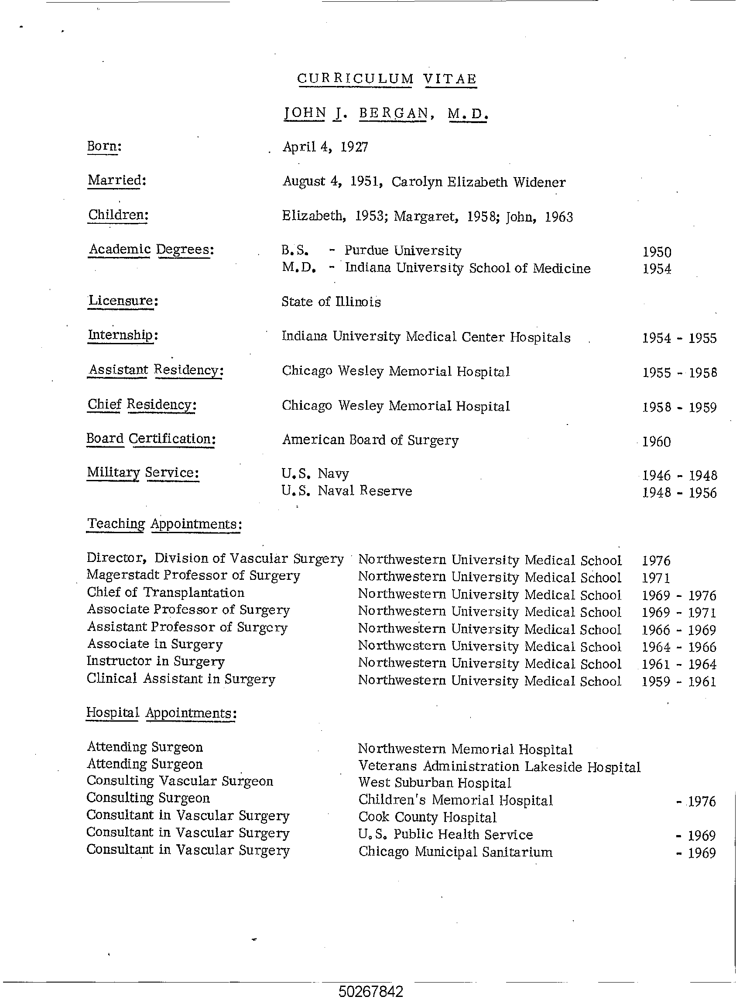 CURRICULUM VITAE
JOHN J. BERGAN, M.D.
Born: April 4, 1927
Married: August 4, 1951, Carolyn Elizabeth Widener
Children: Elizabeth, 1953; Margaret, 1958; John, 1963
Academic Degrees: B.S. - Purdue University 1950
M.D. - Indiana University School of Medicine 1954
Licensure: State of Illinois
Internship: Indiana University Medical Center Hospitals 1954 - 1955
Assistant Residency: Chicago Wesley Memorial Hospital 1955 - 1958
Chief Residency: Chicago Wesley Memorial Hospital 1958 - 1959
Board Certification: American Board of Surgery 1960
Military Service: U.S. Navy 1946 - 1948
U.S. Naval Reserve 1948 - 1956
Teaching Appointments:
Director, Division of Vascular Surgery Northwestern University Medical School 1976
Magerstadt Professor of Surgery Northwestern University Medical School 1971
Chief of Transplantation Northwestern University Medical School 1969 - 1976
Associate Professor of Surgery Northwestern University Medical School 1969 - 1971
Assistant Professor of Surgery Northwestern University Medical School 1966 - 1969
Associate in Surgery Northwestern University Medical School 1964 - 1966
Instructor in Surgery Northwestern University Medical School 1961 - 1964
Clinical Assistant in Surgery Northwestern University Medical School 1959 - 1961
Hospital Appointments:
Attending Surgeon Northwestern Memorial Hospital
Attending Surgeon Veterans Administration Lakeside Hospital
Consulting Vascular Surgeon West Suburban Hospital
Consulting Surgeon Children's Memorial Hospital - 1976
Consultant in Vascular Surgery Cook County Hospital
Consultant in Vascular Surgery U.S. Public Health Service - 1969
Consultant in Vascular Surgery Chicago Municipal Sanitarium - 1969
50267842